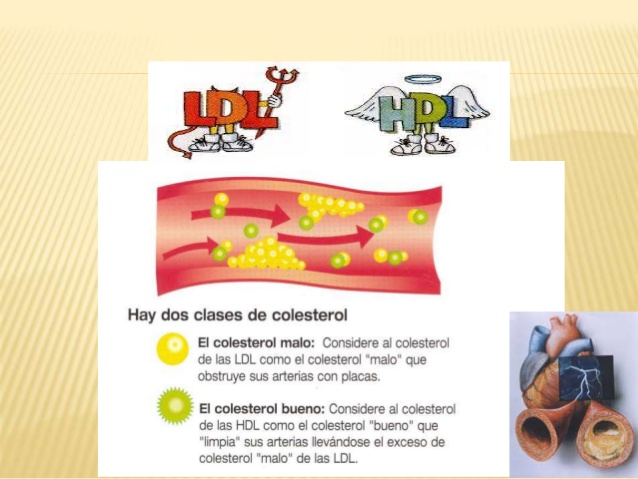 LDL HDL
Hay dos clases de colesterol
El colesterol malo: Considere al colesterol
de las LDL como el colesterol "malo" que
obstruye sus arterias con placas.
El colesterol bueno: Considere al colesterol
de las HDL como el colesterol "bueno" que
"limpia" sus arterias llevándose el exceso de
colesterol "malo" de las LDL.